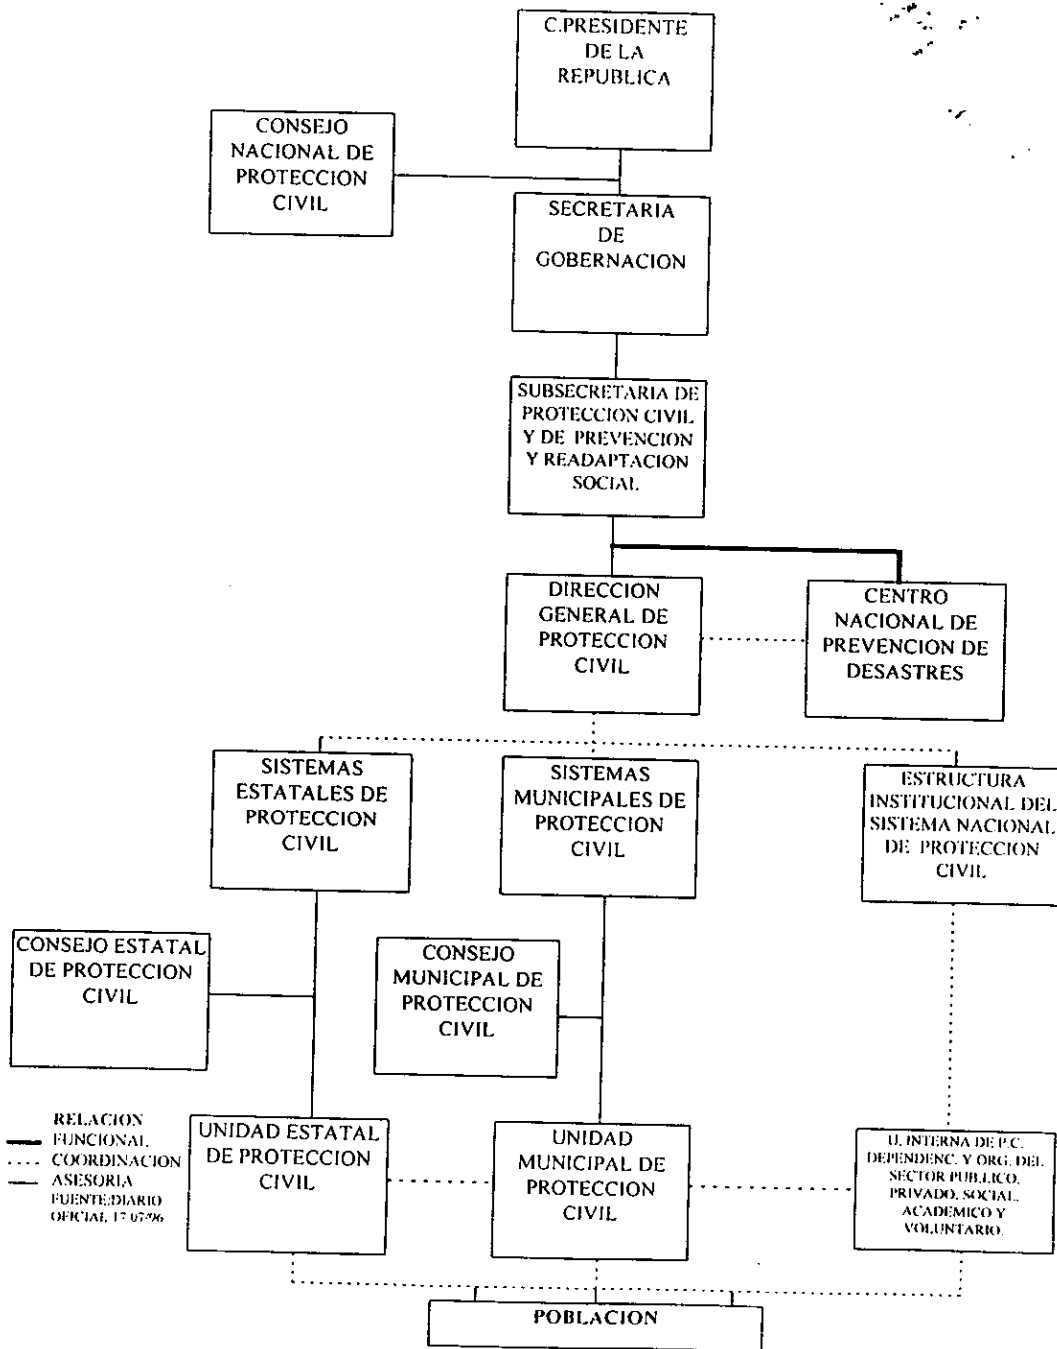 C.PRESIDENTE
DE LA
REPUBLICA
CONSEJO
NACIONAL DE
PROTECCION
CIVIL
SECRETARIA
DE
GOBERNACION
SUBSECRETARIA DE
PROTECCION CIVIL
Y DE PREVENCION
Y READAPTACION
SOCIAL
DIRECCION
GENERAL DE
PROTECCION
CIVIL
CENTRO
NACIONAL DE
PREVENCION DE
DESASTRES
SISTEMAS
ESTATALES DE
PROTECCION
CIVIL
SISTEMAS
MUNICIPALES DE
PROTECCION
CIVIL
ESTRUCTURA
INSTITUCIONAL DEL
SISTEMA NACIONAL
DE PROTECCION
CIVIL
CONSEJO ESTATAL
DE PROTECCION
CIVIL
CONSEJO
MUNICIPAL DE
PROTECCION
CIVIL
RELACION
FUNCIONAL
COORDINACION
ASESORIA
FUENTE:DIARIO
OFICIAL 17/07/96
UNIDAD ESTATAL
DE PROTECCION
CIVIL
UNIDAD
MUNICIPAL DE
PROTECCION
CIVIL
U. INTERNA DE P.C.
DEPENDENC. Y ORG. DEL
SECTOR PUBLICO,
PRIVADO, SOCIAL,
ACADEMICO Y
VOLUNTARIO.
POBLACION